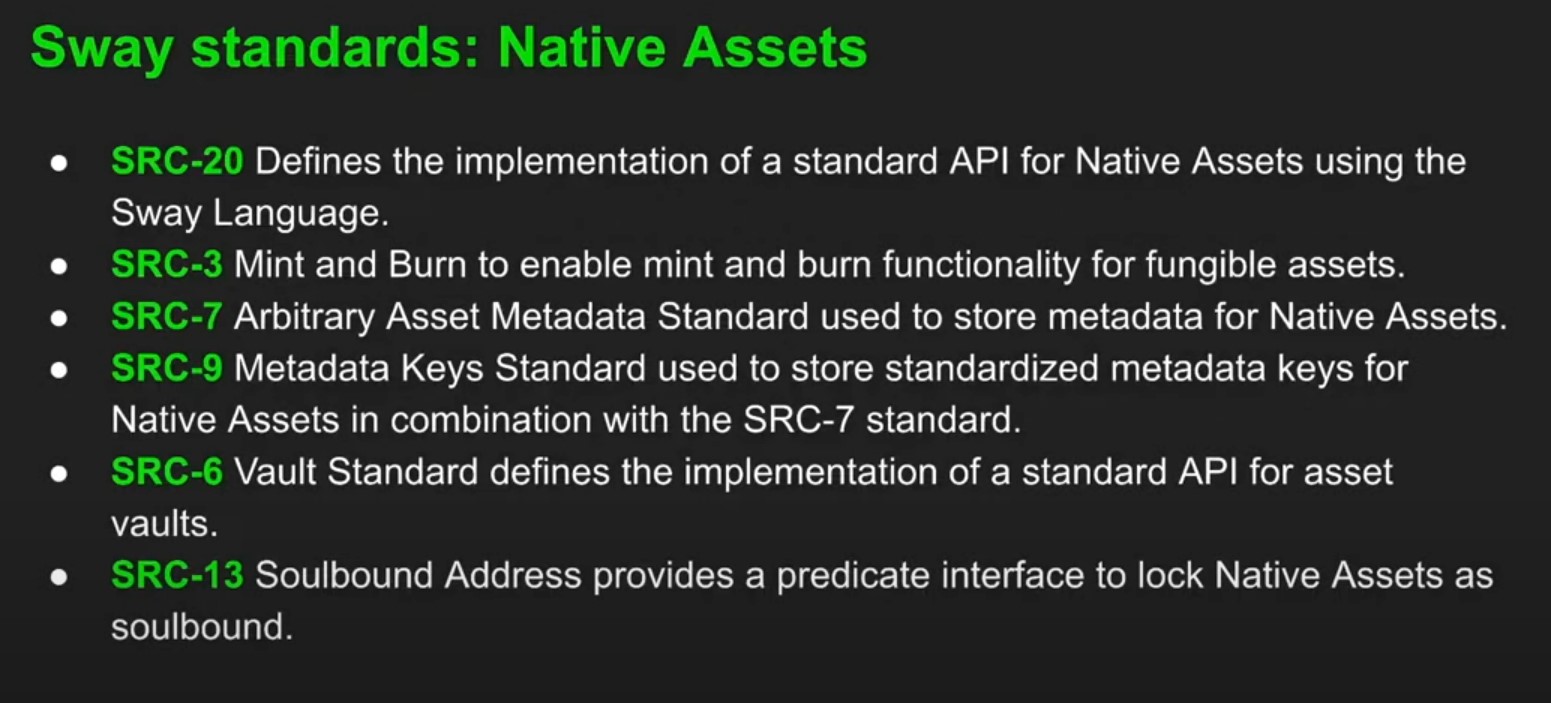 Sway standards: Native Assets
● SRC-20 Defines the implementation of a standard API for Native Assets using the
Sway Language.
● SRC-3 Mint and Burn to enable mint and burn functionality for fungible assets.
● SRC-7 Arbitrary Asset Metadata Standard used to store metadata for Native Assets.
● SRC-9 Metadata Keys Standard used to store standardized metadata keys for
Native Assets in combination with the SRC-7 standard.
● SRC-6 Vault Standard defines the implementation of a standard API for asset
vaults.
● SRC-13 Soulbound Address provides a predicate interface to lock Native Assets as
soulbound.